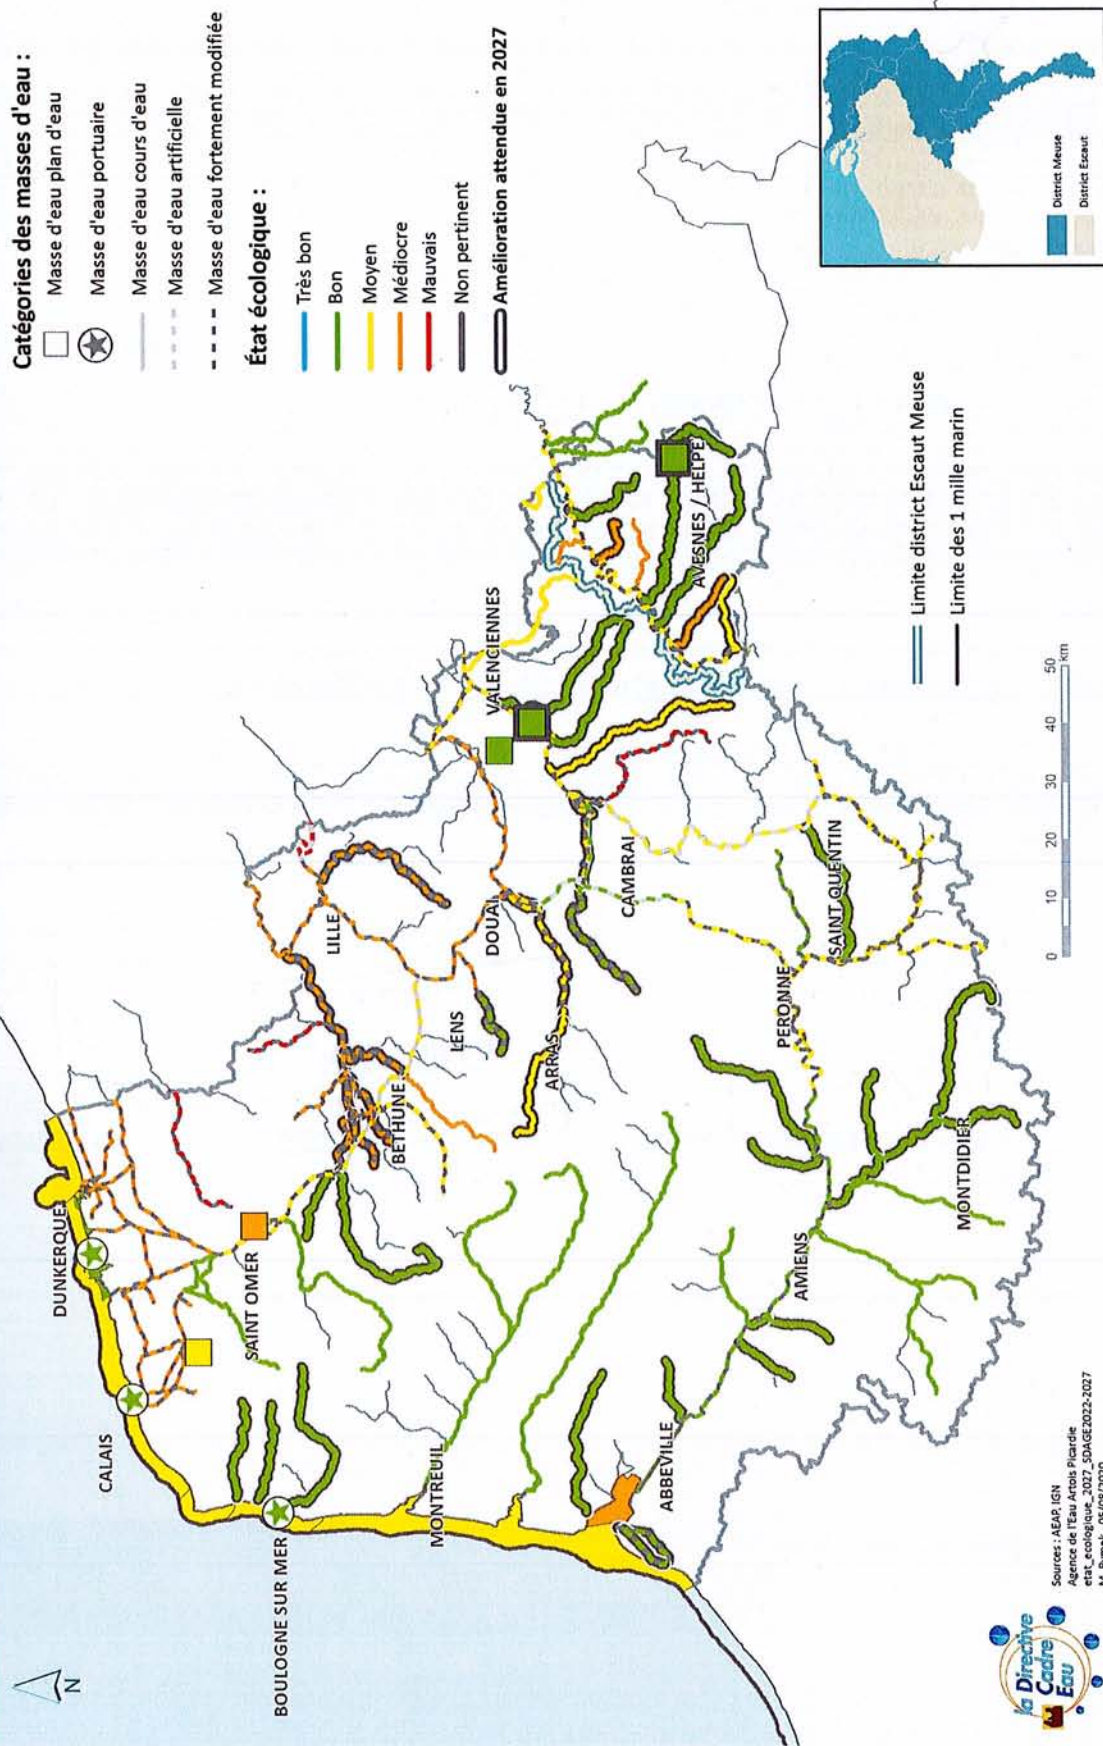 Catégories des masses d'eau :
Masse d'eau plan d'eau
Masse d'eau portuaire
Masse d'eau cours d'eau
Masse d'eau artificielle
Masse d'eau fortement modifiée
État écologique :
Très bon
Bon
Moyen
Médiocre
Mauvais
Non pertinent
Amélioration attendue en 2027
N
DUNKERQUE
CALAIS
SAINT OMER
BOULOGNE SUR MER
MONTREUIL
ABBEVILLE
AMIENS
MONTDIDIER
BETHUNE
LILLE
LENS
ARRAS
DOUAI
CAMBRAI
PERONNE
SAINT QUENTIN
VALENCIENNES
AVESNES / HELPE
Limite district Escaut Meuse
Limite des 1 mille marin
0 10 20 30 40 50
km
District Meuse
District Escaut
la Directive
Cadre
Eau
Sources : AEAP, IGN
Agence de l'Eau Artois Picardie
etat_ecologique_2027_SDAGE2022-2027